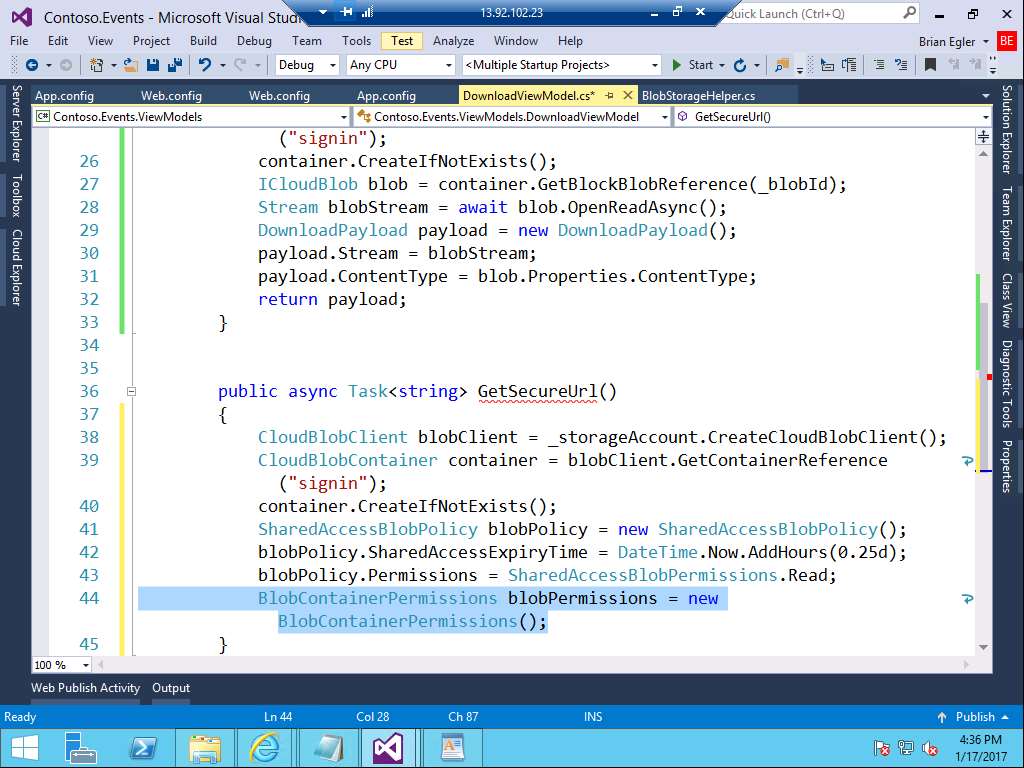 Contoso.Events - Microsoft Visual Studi
13.92.102.23
Quick Launch (Ctrl+Q)
File Edit View Project Build Debug Team Tools Test Analyze Window Help
Brian Egler BE
Debug Any CPU <Multiple Startup Projects> Start
App.config Web.config Web.config App.config DownloadViewModel.cs* BlobStorageHelper.cs
C# Contoso.Events.ViewModels Contoso.Events.ViewModels.DownloadViewModel GetSecureUrl()
Server Explorer
Toolbox
Cloud Explorer
("signin");
26 container.CreateIfNotExists();
27 ICloudBlob blob = container.GetBlockBlobReference(_blobId);
28 Stream blobStream = await blob.OpenReadAsync();
29 DownloadPayload payload = new DownloadPayload();
30 payload.Stream = blobStream;
31 payload.ContentType = blob.Properties.ContentType;
32 return payload;
33 }
34
35
36 public async Task<string> GetSecureUrl()
37 {
38 CloudBlobClient blobClient = _storageAccount.CreateCloudBlobClient();
39 CloudBlobContainer container = blobClient.GetContainerReference
("signin");
40 container.CreateIfNotExists();
41 SharedAccessBlobPolicy blobPolicy = new SharedAccessBlobPolicy();
42 blobPolicy.SharedAccessExpiryTime = DateTime.Now.AddHours(0.25d);
43 blobPolicy.Permissions = SharedAccessBlobPermissions.Read;
44 BlobContainerPermissions blobPermissions = new
BlobContainerPermissions();
45 }
Solution Explorer
Team Explorer
Class View
Diagnostic Tools
Properties
100 %
Web Publish Activity Output
Ready Ln 44 Col 28 Ch 87 INS Publish
4:36 PM
1/17/2017